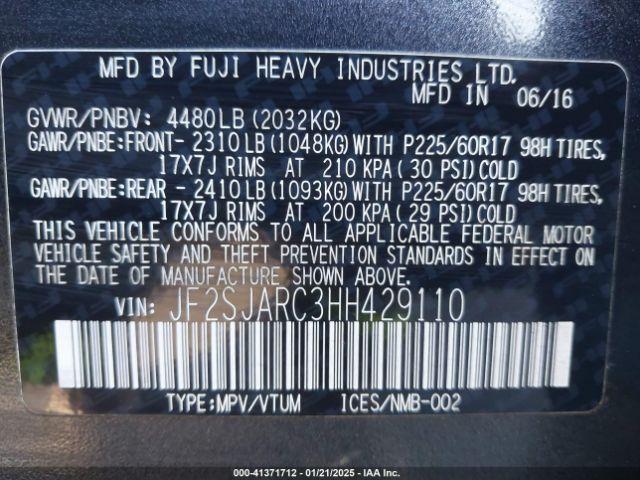 MFD BY FUJI HEAVY INDUSTRIES LTD.
MFD IN 06/16
GVWR/PNBV: 4480LB(2032KG)
GAWR/PNBE:FRONT- 2310LB(1048KG)WITH P225/60R17 98H TIRES,
17X7J RIMS AT 210 KPA(30 PSI)COLD
GAWR/PNBE:REAR - 2410LB(1093KG)WITH P225/60R17 98H TIRES,
17X7J RIMS AT 200 KPA(29 PSI)COLD
THIS VEHICLE CONFORMS TO ALL APPLICABLE FEDERAL MOTOR
VEHICLE SAFETY AND THEFT PREVENTION STANDARDS IN EFFECT
ON THE DATE OF MANUFACTURE SHOWN ABOVE.
VIN: JF2SJARC3HH429110
TYPE:MPV/VTUM ICES/NMB-002
000-41371712 - 01/21/2025 - IAA Inc.